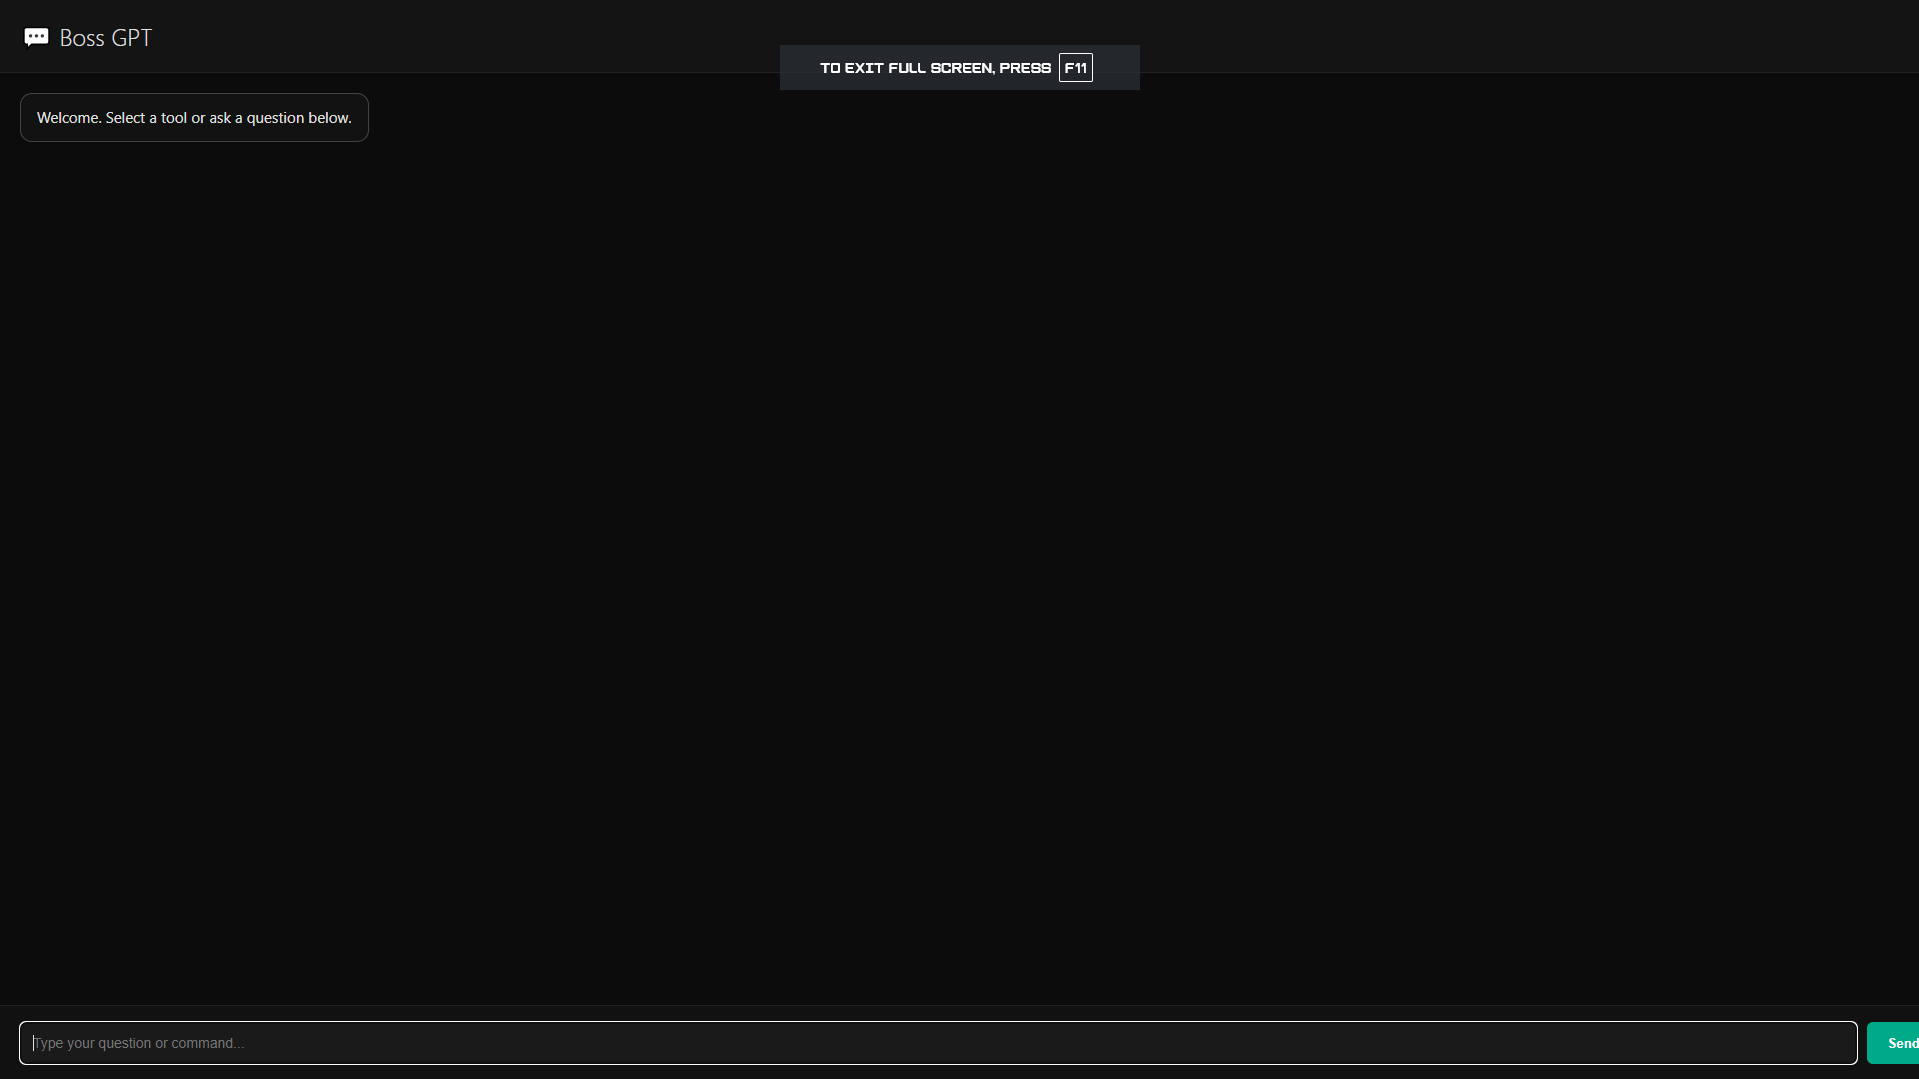 Boss GPT
TO EXIT FULL SCREEN, PRESS F11
Welcome. Select a tool or ask a question below.
Type your question or command...
Send